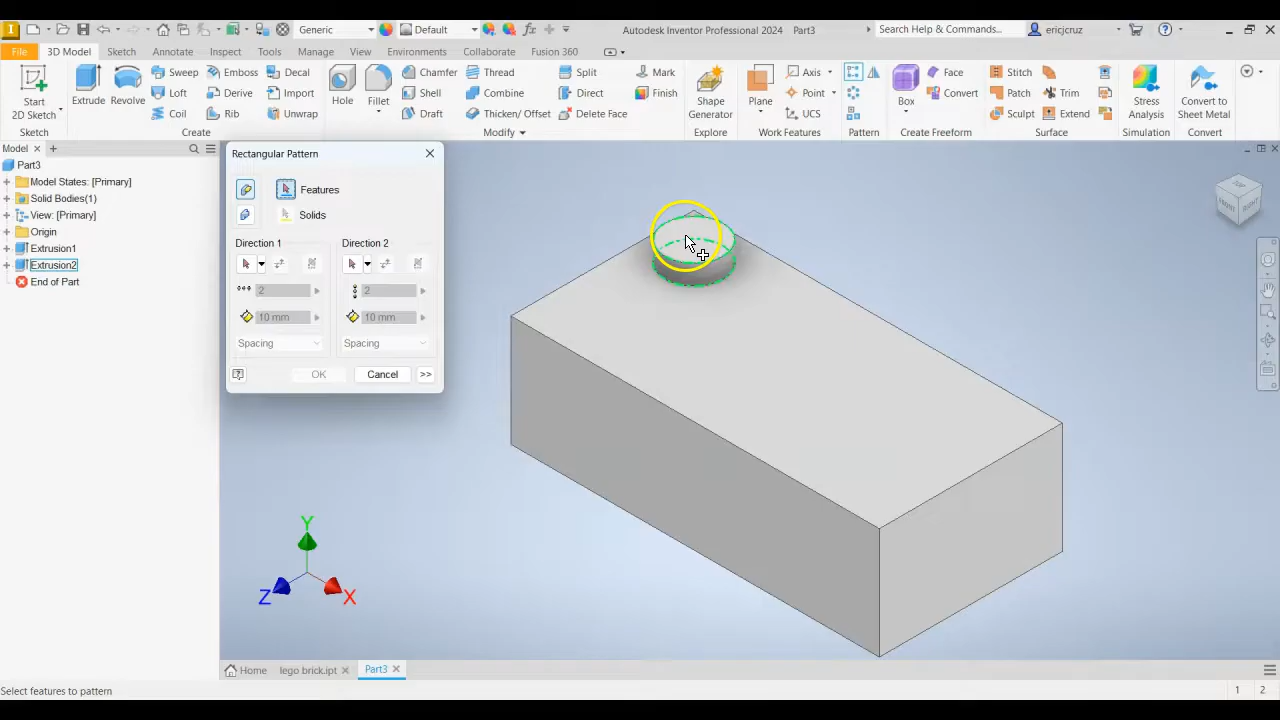 Generic
Default
Autodesk Inventor Professional 2024 Part3
Search Help & Commands...
ericjcruz
File
3D Model
Sketch
Annotate
Inspect
Tools
Manage
View
Environments
Collaborate
Fusion 360
Start
2D Sketch
Sketch
Extrude
Revolve
Sweep
Emboss
Decal
Loft
Derive
Import
Coil
Rib
Unwrap
Create
Hole
Fillet
Chamfer
Thread
Split
Mark
Shell
Combine
Direct
Finish
Draft
Thicken/ Offset
Delete Face
Modify
Shape
Generator
Explore
Plane
Axis
Point
UCS
Work Features
Pattern
Box
Face
Convert
Create Freeform
Stitch
Patch
Trim
Sculpt
Extend
Surface
Stress
Analysis
Simulation
Convert to
Sheet Metal
Convert
Model
Part3
Model States: [Primary]
Solid Bodies(1)
View: [Primary]
Origin
Extrusion1
Extrusion2
End of Part
Rectangular Pattern
Features
Solids
Direction 1
Direction 2
2
2
10 mm
10 mm
Spacing
Spacing
OK
Cancel
>>
TOP
FRONT
RIGHT
Y
Z
X
Home
lego brick.ipt
Part3
Select features to pattern
1
2